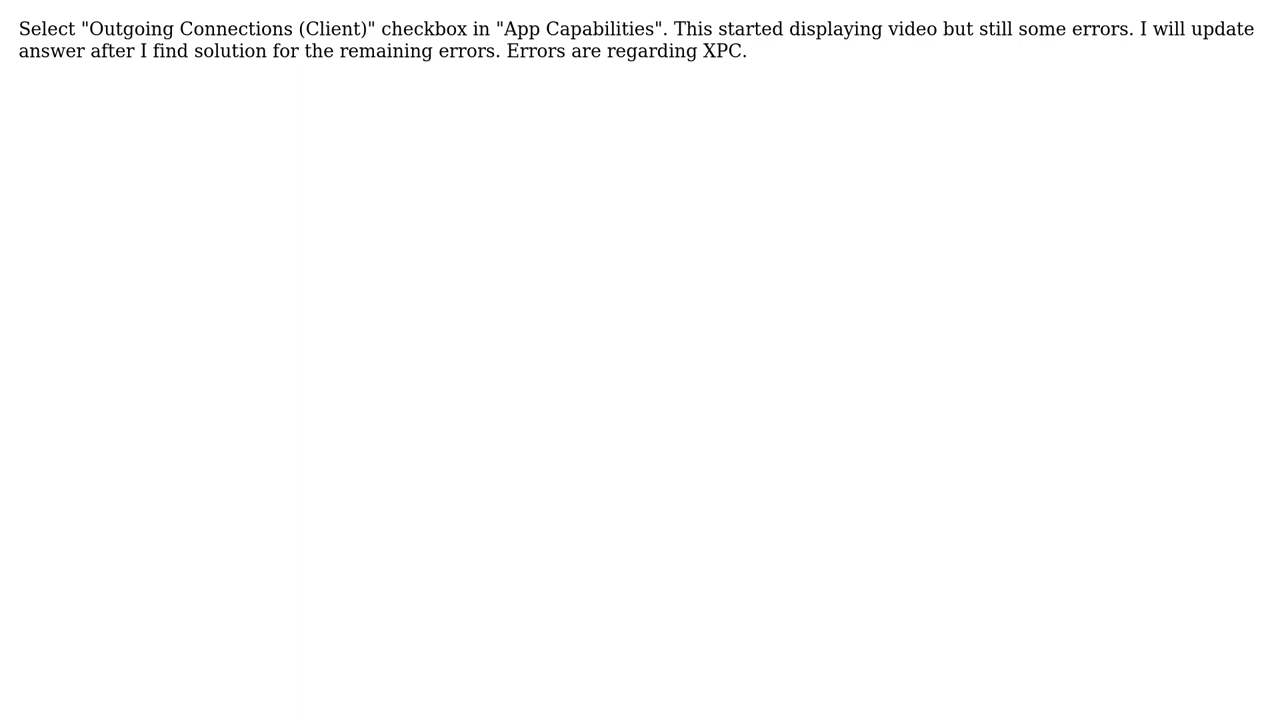 Select "Outgoing Connections (Client)" checkbox in "App Capabilities". This started displaying video but still some errors. I will update
answer after I find solution for the remaining errors. Errors are regarding XPC.